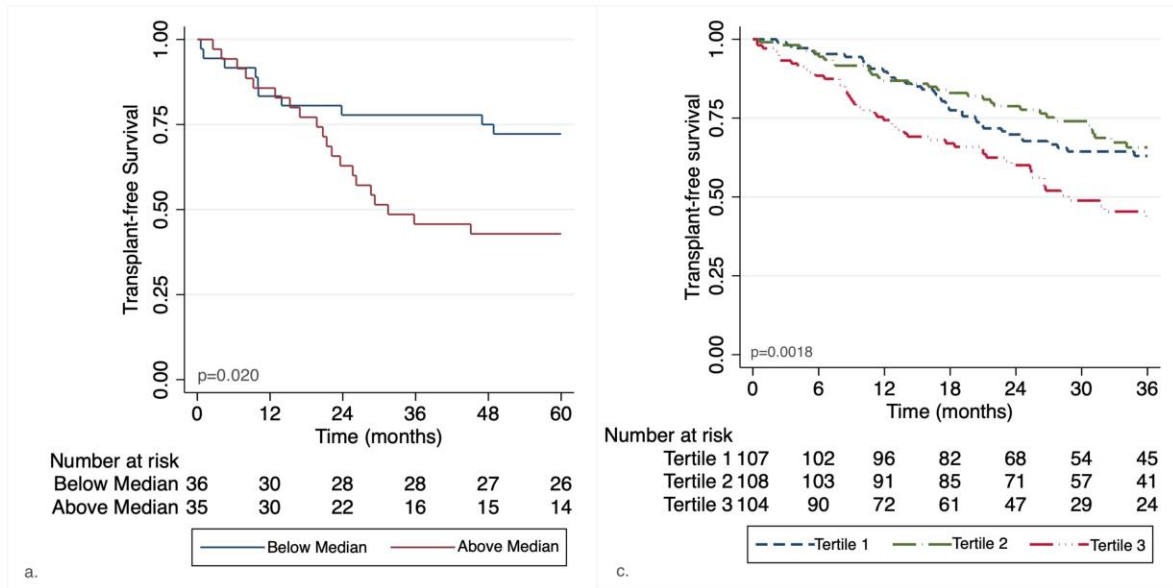 1.00
0.75
0.50
0.25
0.00
Transplant-free Survival
p=0.020
0 12 24 36 48 60
Time (months)
Number at risk
Below Median 36 30 28 28 27 26
Above Median 35 30 22 16 15 14
Below Median Above Median
a.
1.00
0.75
0.50
0.25
0.00
Transplant-free Survival
p=0.0018
0 6 12 18 24 30 36
Time (months)
Number at risk
Tertile 1 107 102 96 82 68 54 45
Tertile 2 108 103 91 85 71 57 41
Tertile 3 104 90 72 61 47 29 24
Tertile 1 Tertile 2 Tertile 3
c.